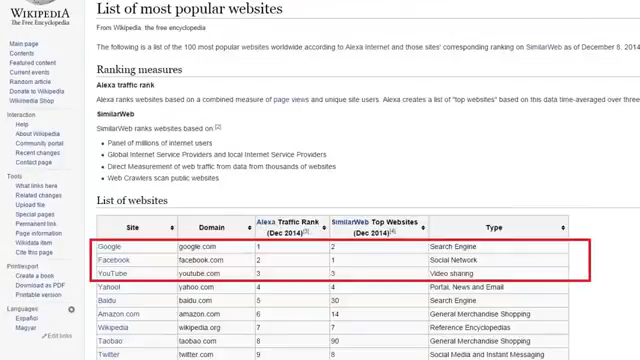 WIKIPEDIA
The Free Encyclopedia
Main page
Contents
Featured content
Current events
Random article
Donate to Wikipedia
Wikipedia Shop
Interaction
Help
About Wikipedia
Community portal
Recent changes
Contact page
Tools
What links here
Related changes
Upload file
Special pages
Permanent link
Page information
Wikidata item
Cite this page
Print/export
Create a book
Download as PDF
Printable version
Languages
Español
Magyar
Edit links
List of most popular websites
From Wikipedia, the free encyclopedia
The following is a list of the 100 most popular websites worldwide according to Alexa Internet and those sites' corresponding ranking on SimilarWeb as of December 8, 2014
Ranking measures
Alexa traffic rank
Alexa ranks websites based on a combined measure of page views and unique site users. Alexa creates a list of "top websites" based on this data time-averaged over three
SimilarWeb
SimilarWeb ranks websites based on [2]
• Panel of millions of internet users
• Global Internet Service Providers and local Internet Service Providers
• Direct Measurement of web traffic from data from thousands of websites
• Web Crawlers scan public websites
List of websites
Site Domain Alexa Traffic Rank (Dec 2014)[3] SimilarWeb Top Websites (Dec 2014)[4] Type
Google google.com 1 2 Search Engine
Facebook facebook.com 2 1 Social Network
YouTube youtube.com 3 3 Video sharing
Yahoo! yahoo.com 4 4 Portal, News and Email
Baidu baidu.com 5 30 Search Engine
Amazon.com amazon.com 6 14 General Merchandise Shopping
Wikipedia wikipedia.org 7 7 Reference Encyclopedias
Taobao taobao.com 8 90 General Merchandise Shopping
Twitter twitter.com 9 8 Social Media and Instant Messaging